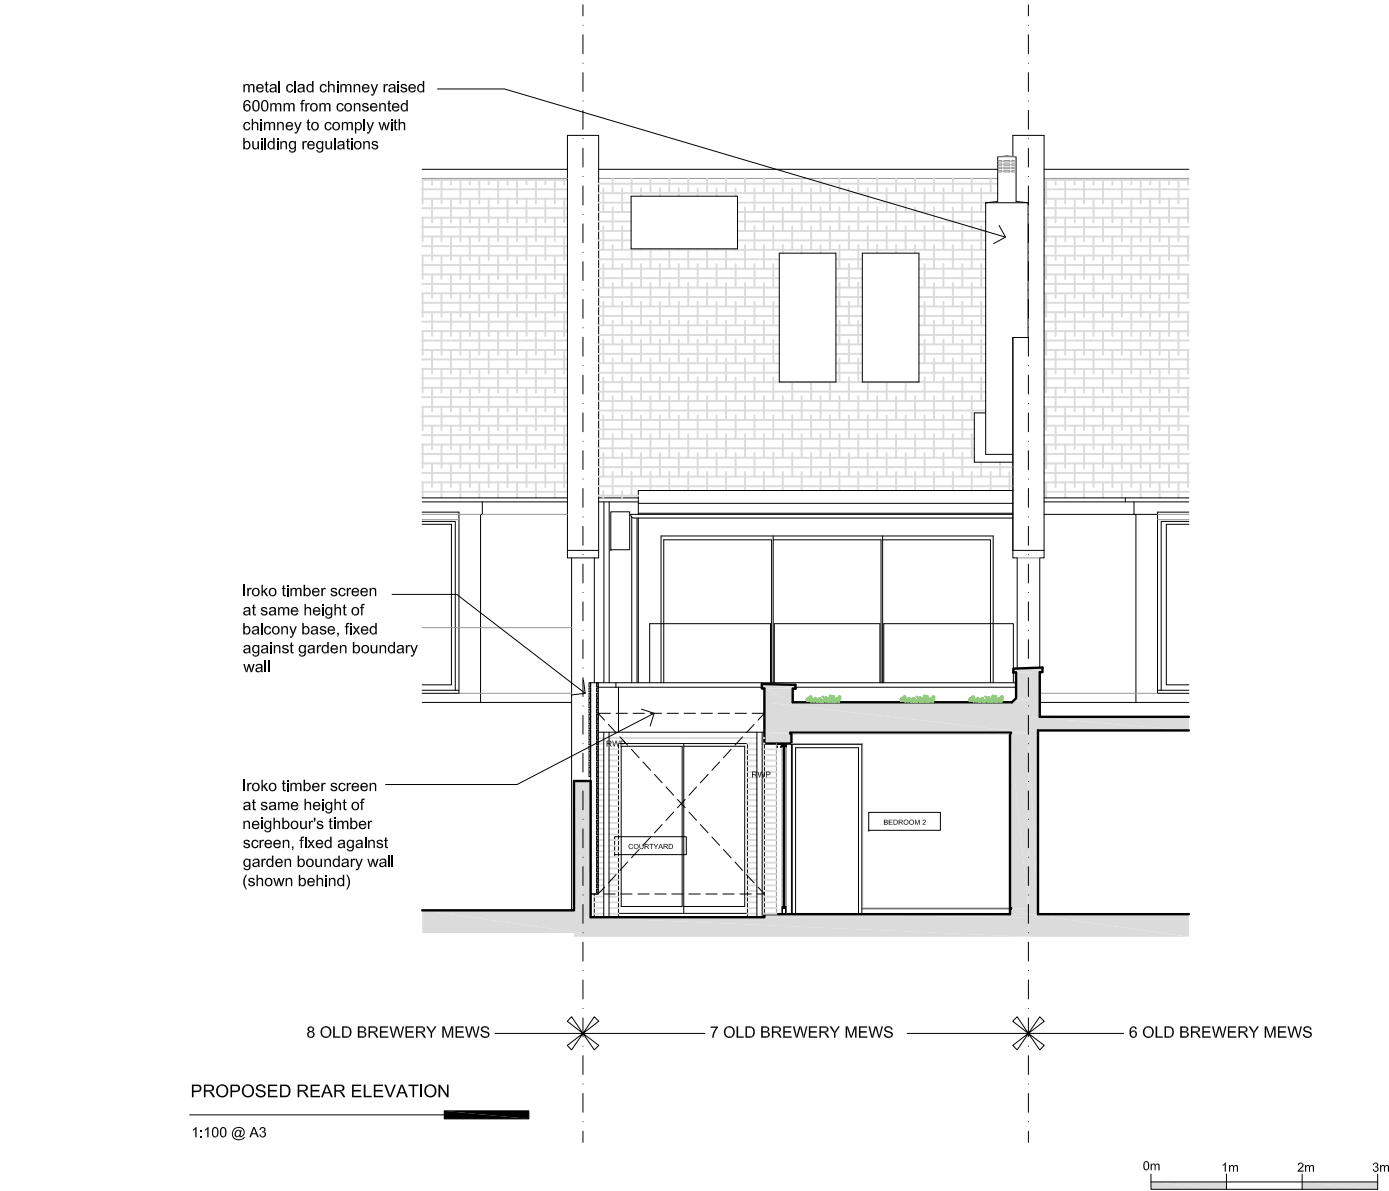 metal clad chimney raised
600mm from consented
chimney to comply with
building regulations
Iroko timber screen
at same height of
balcony base, fixed
against garden boundary
wall
Iroko timber screen
at same height of
neighbour's timber
screen, fixed against
garden boundary wall
(shown behind)
RWP
BEDROOM 2
COURTYARD
8 OLD BREWERY MEWS
7 OLD BREWERY MEWS
6 OLD BREWERY MEWS
PROPOSED REAR ELEVATION
1:100 @ A3
0m 1m 2m 3m